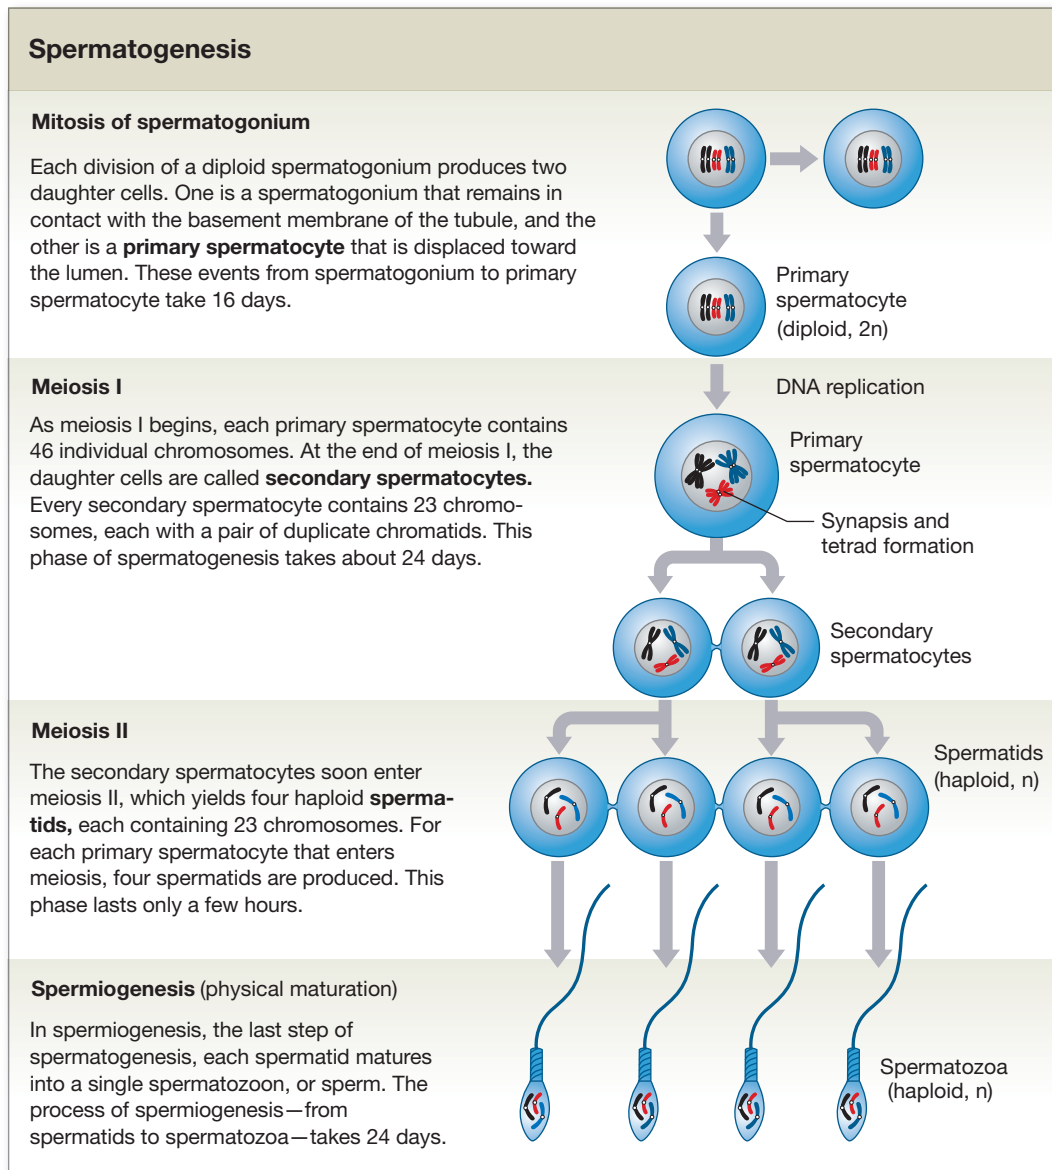 Spermatogenesis
Mitosis of spermatogonium
Each division of a diploid spermatogonium produces two
daughter cells. One is a spermatogonium that remains in
contact with the basement membrane of the tubule, and the
other is a primary spermatocyte that is displaced toward
the lumen. These events from spermatogonium to primary
spermatocyte take 16 days.
Primary
spermatocyte
(diploid, 2n)
Meiosis I
As meiosis I begins, each primary spermatocyte contains
46 individual chromosomes. At the end of meiosis I, the
daughter cells are called secondary spermatocytes.
Every secondary spermatocyte contains 23 chromo-
somes, each with a pair of duplicate chromatids. This
phase of spermatogenesis takes about 24 days.
DNA replication
Primary
spermatocyte
Synapsis and
tetrad formation
Secondary
spermatocytes
Meiosis II
The secondary spermatocytes soon enter
meiosis II, which yields four haploid sperma-
tids, each containing 23 chromosomes. For
each primary spermatocyte that enters
meiosis, four spermatids are produced. This
phase lasts only a few hours.
Spermatids
(haploid, n)
Spermiogenesis (physical maturation)
In spermiogenesis, the last step of
spermatogenesis, each spermatid matures
into a single spermatozoon, or sperm. The
process of spermiogenesis—from
spermatids to spermatozoa—takes 24 days.
Spermatozoa
(haploid, n)